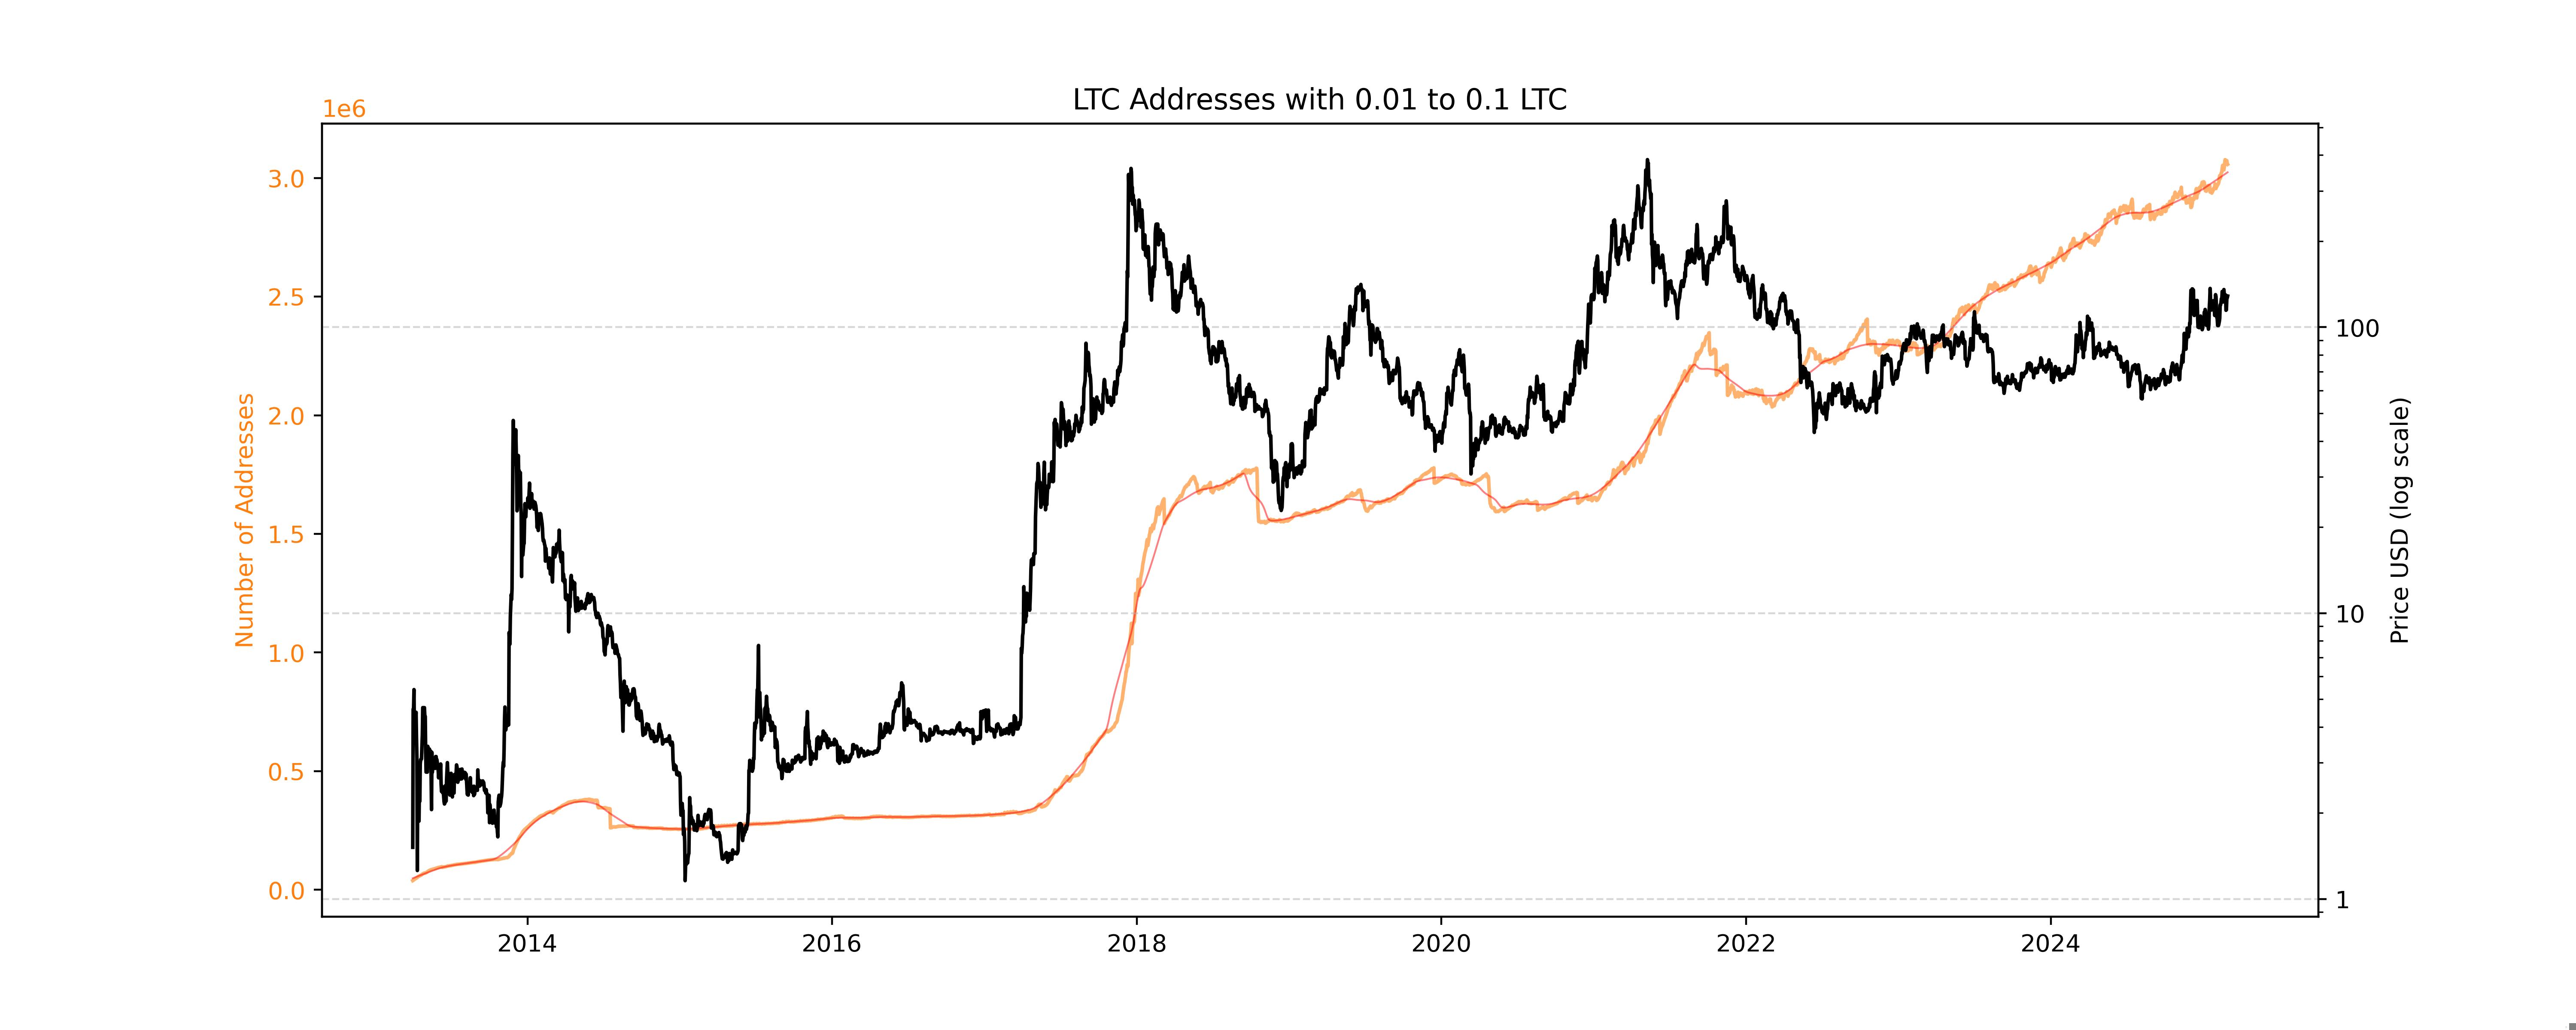 LTC Addresses with 0.01 to 0.1 LTC
1e6
3.0
2.5
2.0
1.5
1.0
0.5
0.0
Number of Addresses
100
10
1
Price USD (log scale)
2014 2016 2018 2020 2022 2024